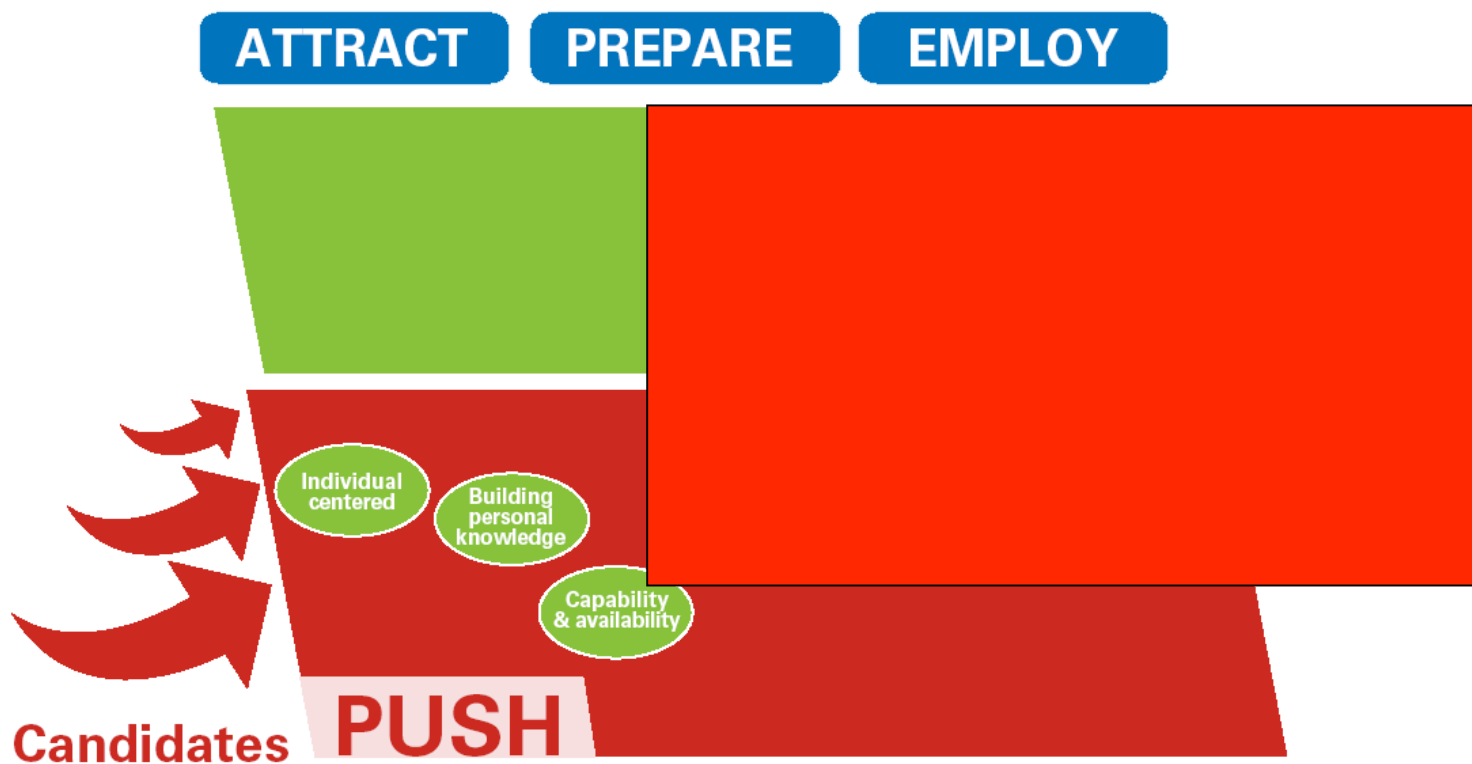 ATTRACT PREPARE EMPLOY
Individual
centered
Building
personal
knowledge
Capability
& availability
PUSH
Candidates